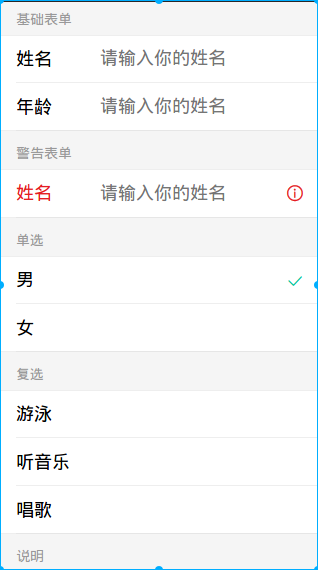 基础表单
姓名 请输入你的姓名
年龄 请输入你的姓名
警告表单
姓名 请输入你的姓名
单选
男
女
复选
游泳
听音乐
唱歌
说明